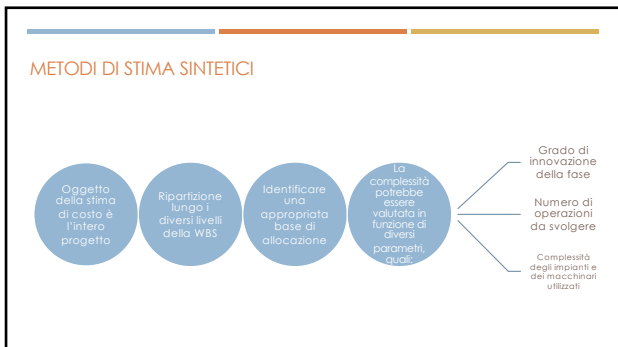 METODI DI STIMA SINTETICI
Oggetto
della stima
di costo è
l'intero
progetto
Ripartizione
lungo i
diversi livelli
della WBS
Identificare
una
appropriata
base di
allocazione
La
complessità
potrebbe
essere
valutata in
funzione di
diversi
parametri,
quali:
Grado di
innovazione
della fase
Numero di
operazioni
da svolgere
Complessità
degli impianti e
dei macchinari
utilizzati